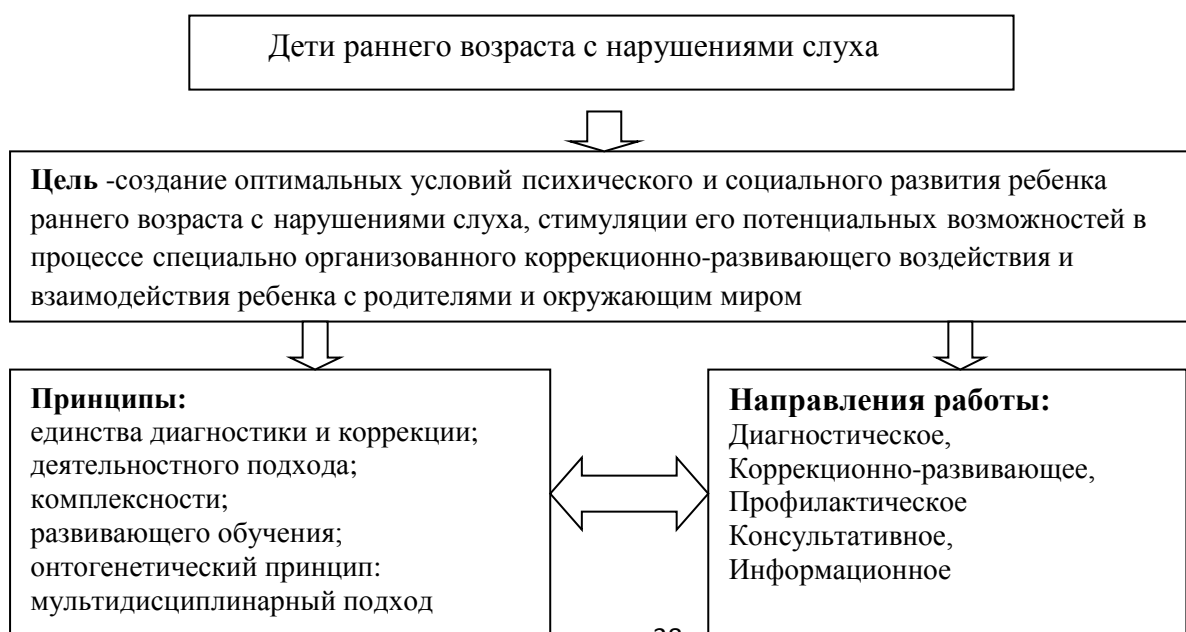 Дети раннего возраста с нарушениями слуха
Цель -создание оптимальных условий психического и социального развития ребенка
раннего возраста с нарушениями слуха, стимуляции его потенциальных возможностей в
процессе специально организованного коррекционно-развивающего воздействия и
взаимодействия ребенка с родителями и окружающим миром
Принципы:
единства диагностики и коррекции;
деятельностного подхода;
комплексности;
развивающего обучения;
онтогенетический принцип:
мультидисциплинарный подход
Направления работы:
Диагностическое,
Коррекционно-развивающее,
Профилактическое
Консультативное,
Информационное